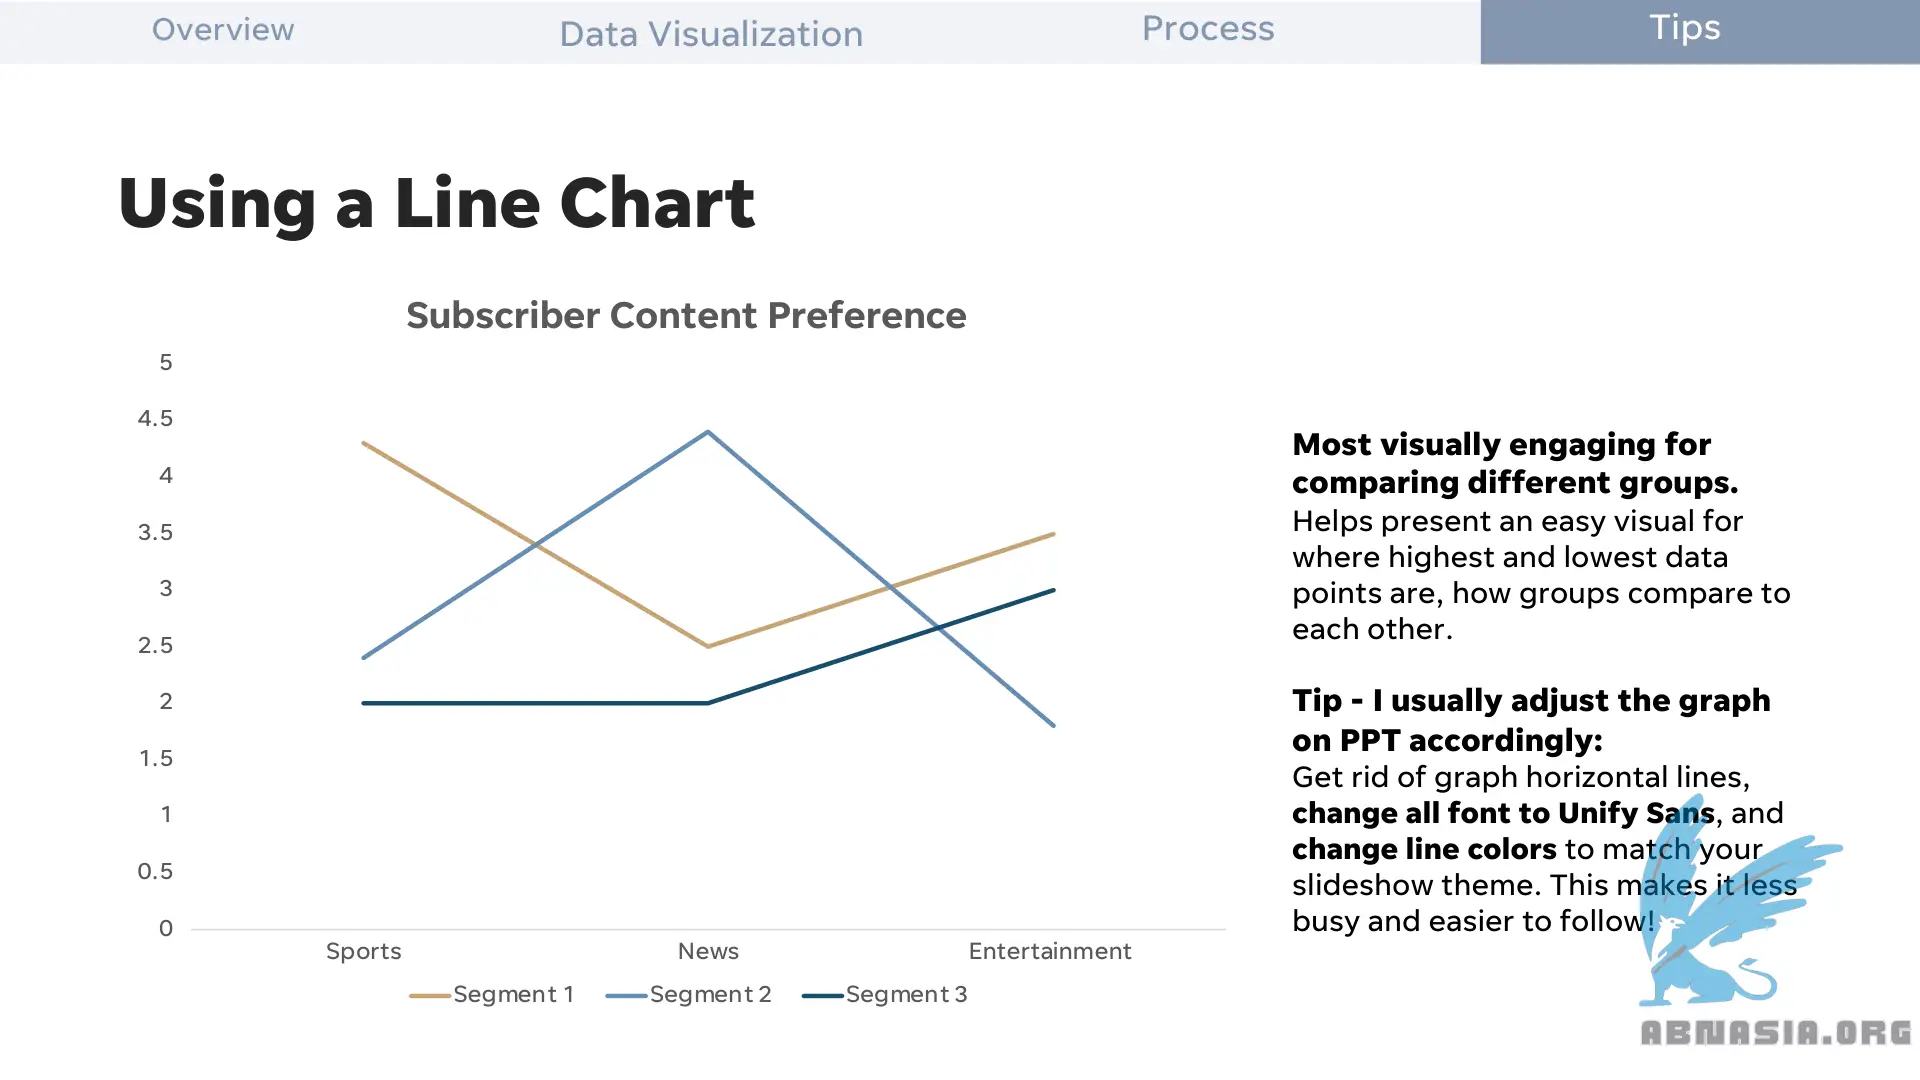 Overview
Data Visualization
Process
Tips
Using a Line Chart
Subscriber Content Preference
5
4.5
4
3.5
3
2.5
2
1.5
1
0.5
0
Sports
News
Entertainment
Segment 1
Segment 2
Segment 3
Most visually engaging for
comparing different groups.
Helps present an easy visual for
where highest and lowest data
points are, how groups compare to
each other.
Tip - I usually adjust the graph
on PPT accordingly:
Get rid of graph horizontal lines,
change all font to Unify Sans, and
change line colors to match your
slideshow theme. This makes it less
busy and easier to follow!
ABNASIA.ORG